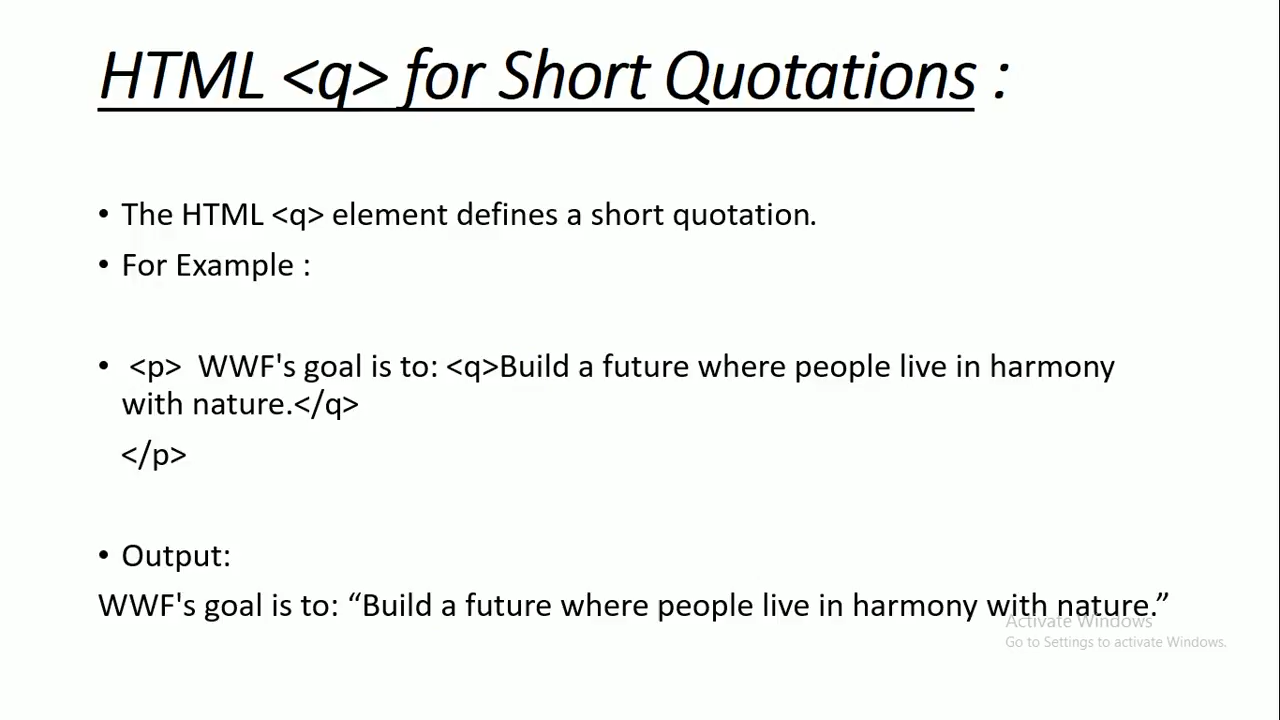 HTML <q> for Short Quotations :
• The HTML <q> element defines a short quotation.
• For Example :
• <p>  WWF's goal is to: <q>Build a future where people live in harmony
with nature.</q>
</p>
• Output:
WWF's goal is to: “Build a future where people live in harmony with nature.”
Activate Windows
Go to Settings to activate Windows.